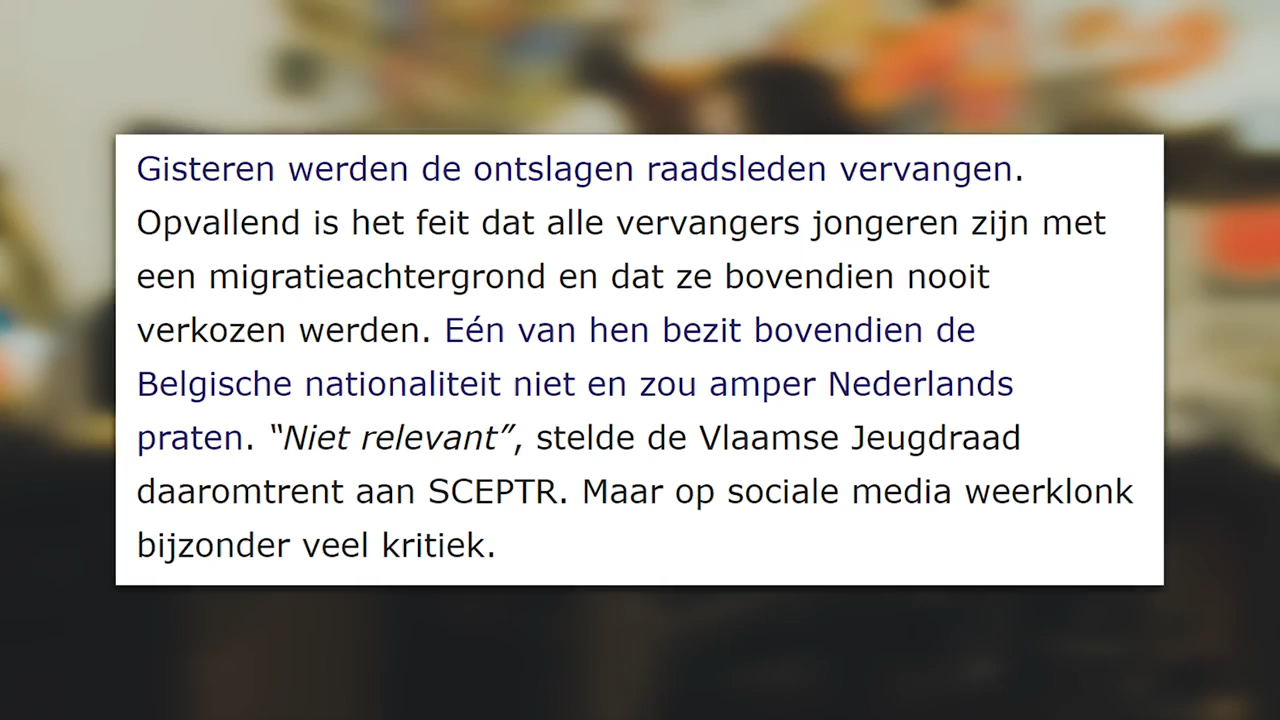 Gisteren werden de ontslagen raadsleden vervangen.
Opvallend is het feit dat alle vervangers jongeren zijn met
een migratieachtergrond en dat ze bovendien nooit
verkozen werden. Eén van hen bezit bovendien de
Belgische nationaliteit niet en zou amper Nederlands
praten. “Niet relevant”, stelde de Vlaamse Jeugdraad
daaromtrent aan SCEPTR. Maar op sociale media weerklonk
bijzonder veel kritiek.